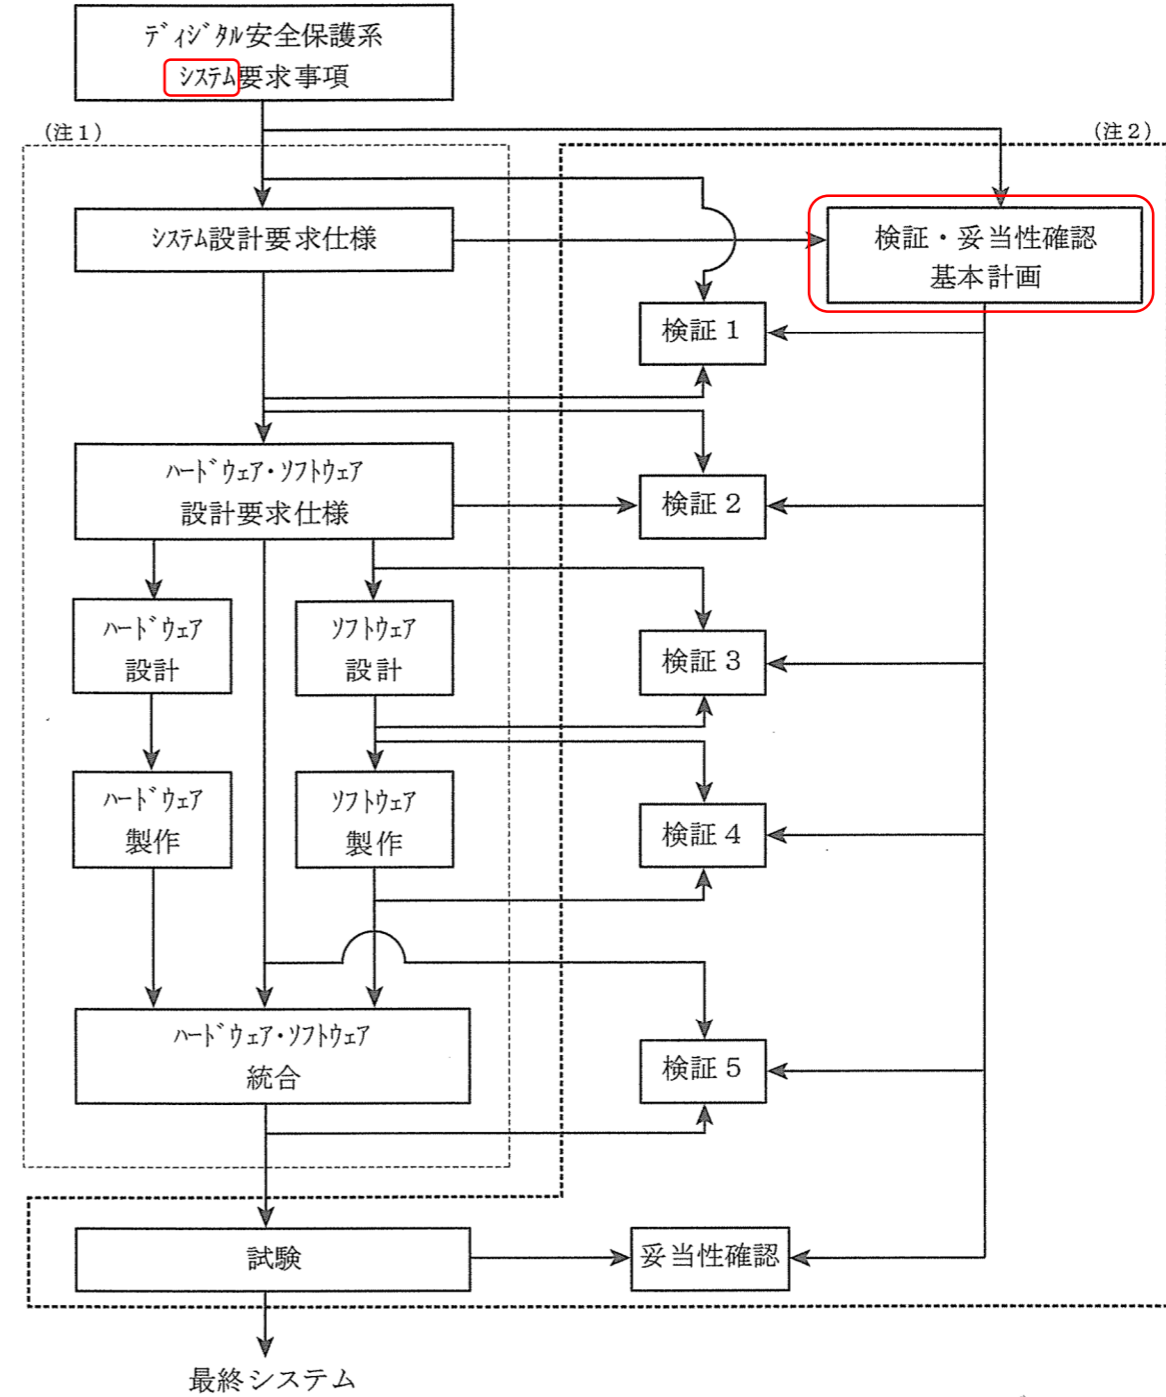 ディジタル安全保護系
システム要求事項
(注1)
(注2)
システム設計要求仕様
検証・妥当性確認
基本計画
検証1
ハードウェア・ソフトウェア
設計要求仕様
検証2
ハードウェア
設計
ソフトウェア
設計
検証3
ハードウェア
製作
ソフトウェア
製作
検証4
ハードウェア・ソフトウェア
統合
検証5
試験
妥当性確認
最終システム